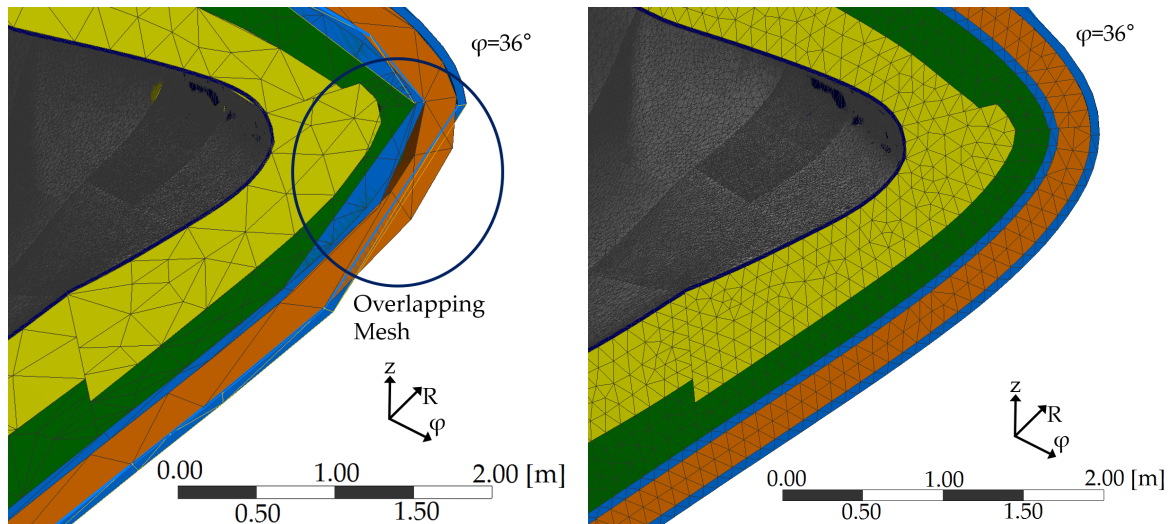 φ=36°
Overlapping
Mesh
z
R
φ
0.00
1.00
2.00 [m]
0.50
1.50
φ=36°
z
R
φ
0.00
1.00
2.00 [m]
0.50
1.50